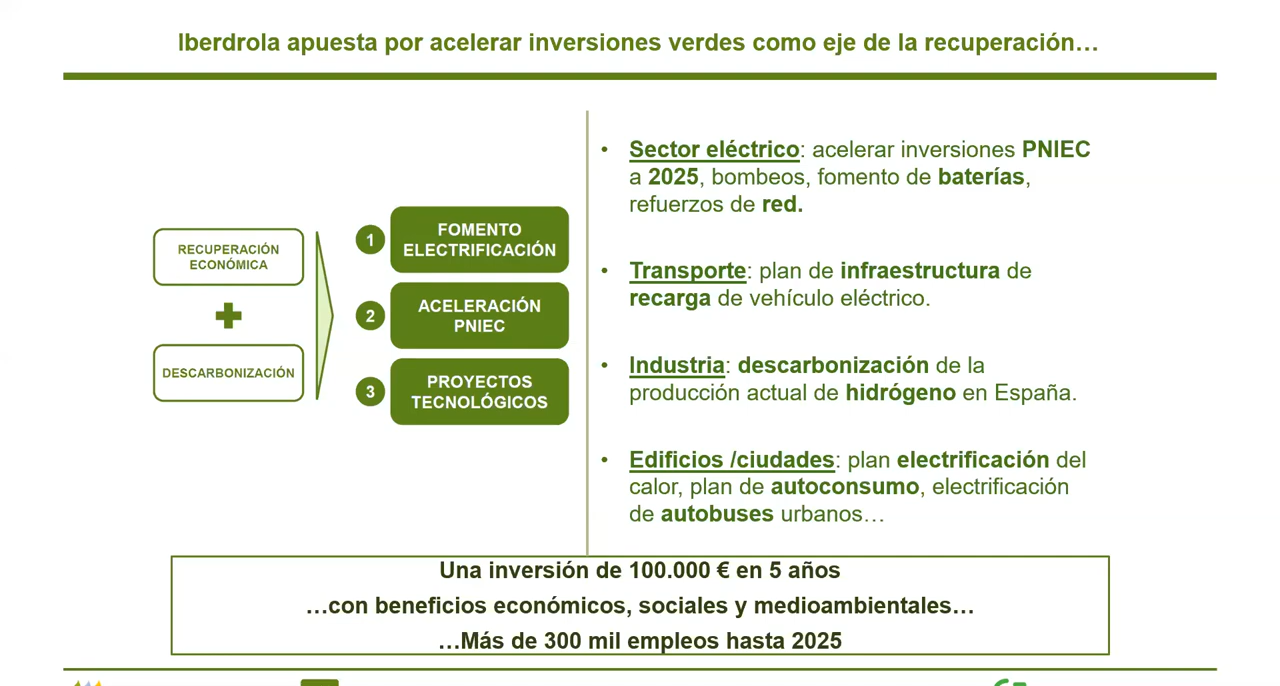 Iberdrola apuesta por acelerar inversiones verdes como eje de la recuperación…
RECUPERACIÓN
ECONÓMICA
DESCARBONIZACIÓN
1
FOMENTO
ELECTRIFICACIÓN
2
ACELERACIÓN
PNIEC
3
PROYECTOS
TECNOLÓGICOS
• Sector eléctrico: acelerar inversiones PNIEC
a 2025, bombeos, fomento de baterías,
refuerzos de red.
• Transporte: plan de infraestructura de
recarga de vehículo eléctrico.
• Industria: descarbonización de la
producción actual de hidrógeno en España.
• Edificios /ciudades: plan electrificación del
calor, plan de autoconsumo, electrificación
de autobuses urbanos…
Una inversión de 100.000 € en 5 años
…con beneficios económicos, sociales y medioambientales…
…Más de 300 mil empleos hasta 2025